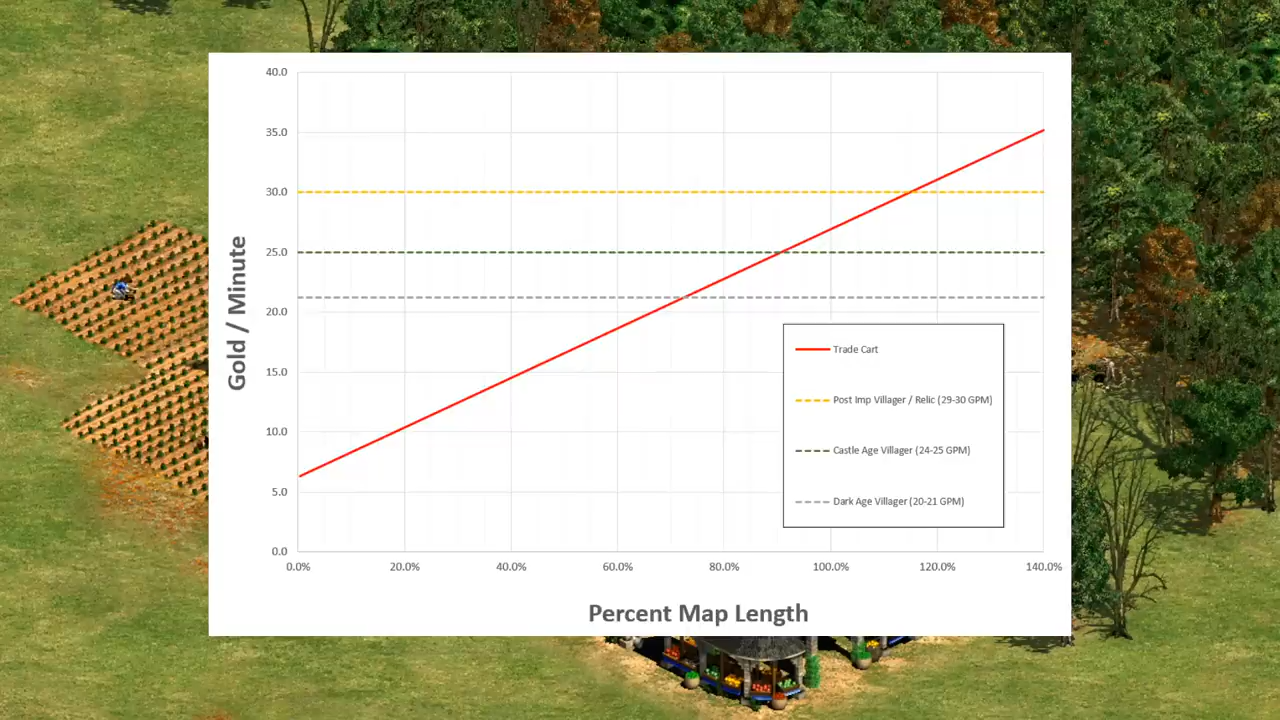 40.0
35.0
30.0
25.0
20.0
15.0
10.0
5.0
0.0
Gold / Minute
Trade Cart
Post Imp Villager / Relic (29-30 GPM)
Castle Age Villager (24-25 GPM)
Dark Age Villager (20-21 GPM)
0.0% 20.0% 40.0% 60.0% 80.0% 100.0% 120.0% 140.0%
Percent Map Length